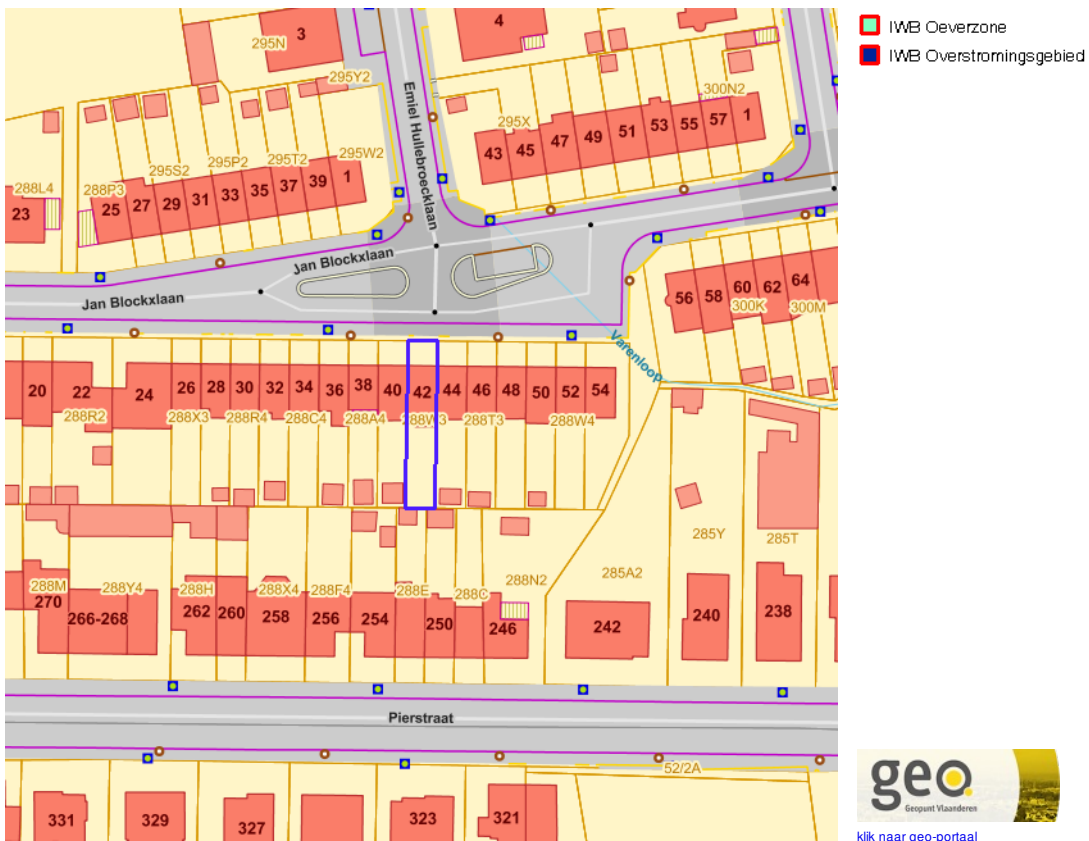 IWB Oeverzone
IWB Overstromingsgebied
3
4
295N
295Y2
300N2
295X
Emiel Hullebroecklaan
43 45 47 49 51 53 55 57 1
295S2 295P2 295T2 295W2
288L4 288P3
23 25 27 29 31 33 35 37 39 1
Jan Blockxlaan
Jan Blockxlaan
56 58 60 62 64
300K 300M
Varenloop
20 22 24 26 28 30 32 34 36 38 40 42 44 46 48 50 52 54
288R2 288X3 288R4 288C4 288A4 288W3 288T3 288W4
285Y 285T
288M 288Y4 288H 288X4 288F4 288E 288C 288N2 285A2
270 266-268 262 260 258 256 254 250 246 242 240 238
Pierstraat
52/2A
331 329 327 323 321
geo
Geopunt Vlaanderen
klik naar geo-portaal